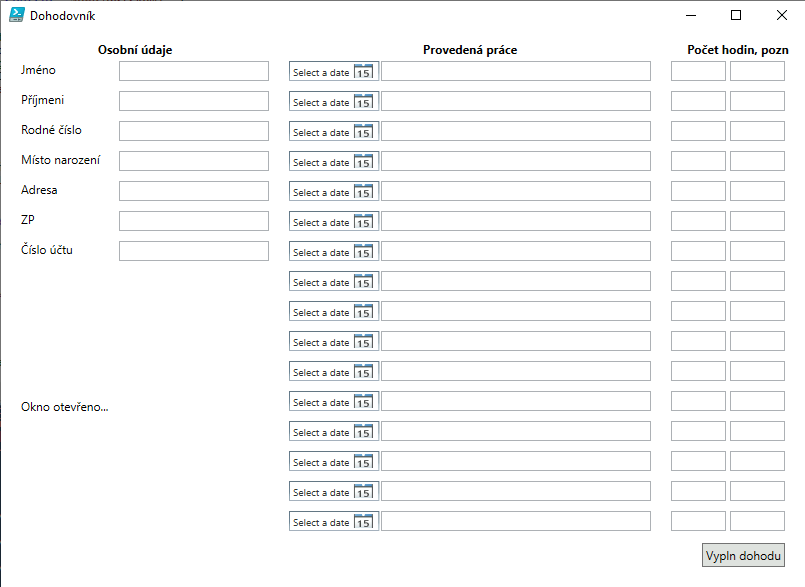 Dohodovník
Osobní údaje Provedená práce Počet hodin, pozn
Jméno Select a date 15
Příjmeni Select a date 15
Rodné číslo Select a date 15
Místo narození Select a date 15
Adresa Select a date 15
ZP Select a date 15
Číslo účtu Select a date 15
Select a date 15
Select a date 15
Select a date 15
Select a date 15
Okno otevřeno... Select a date 15
Select a date 15
Select a date 15
Select a date 15
Select a date 15
Vypln dohodu